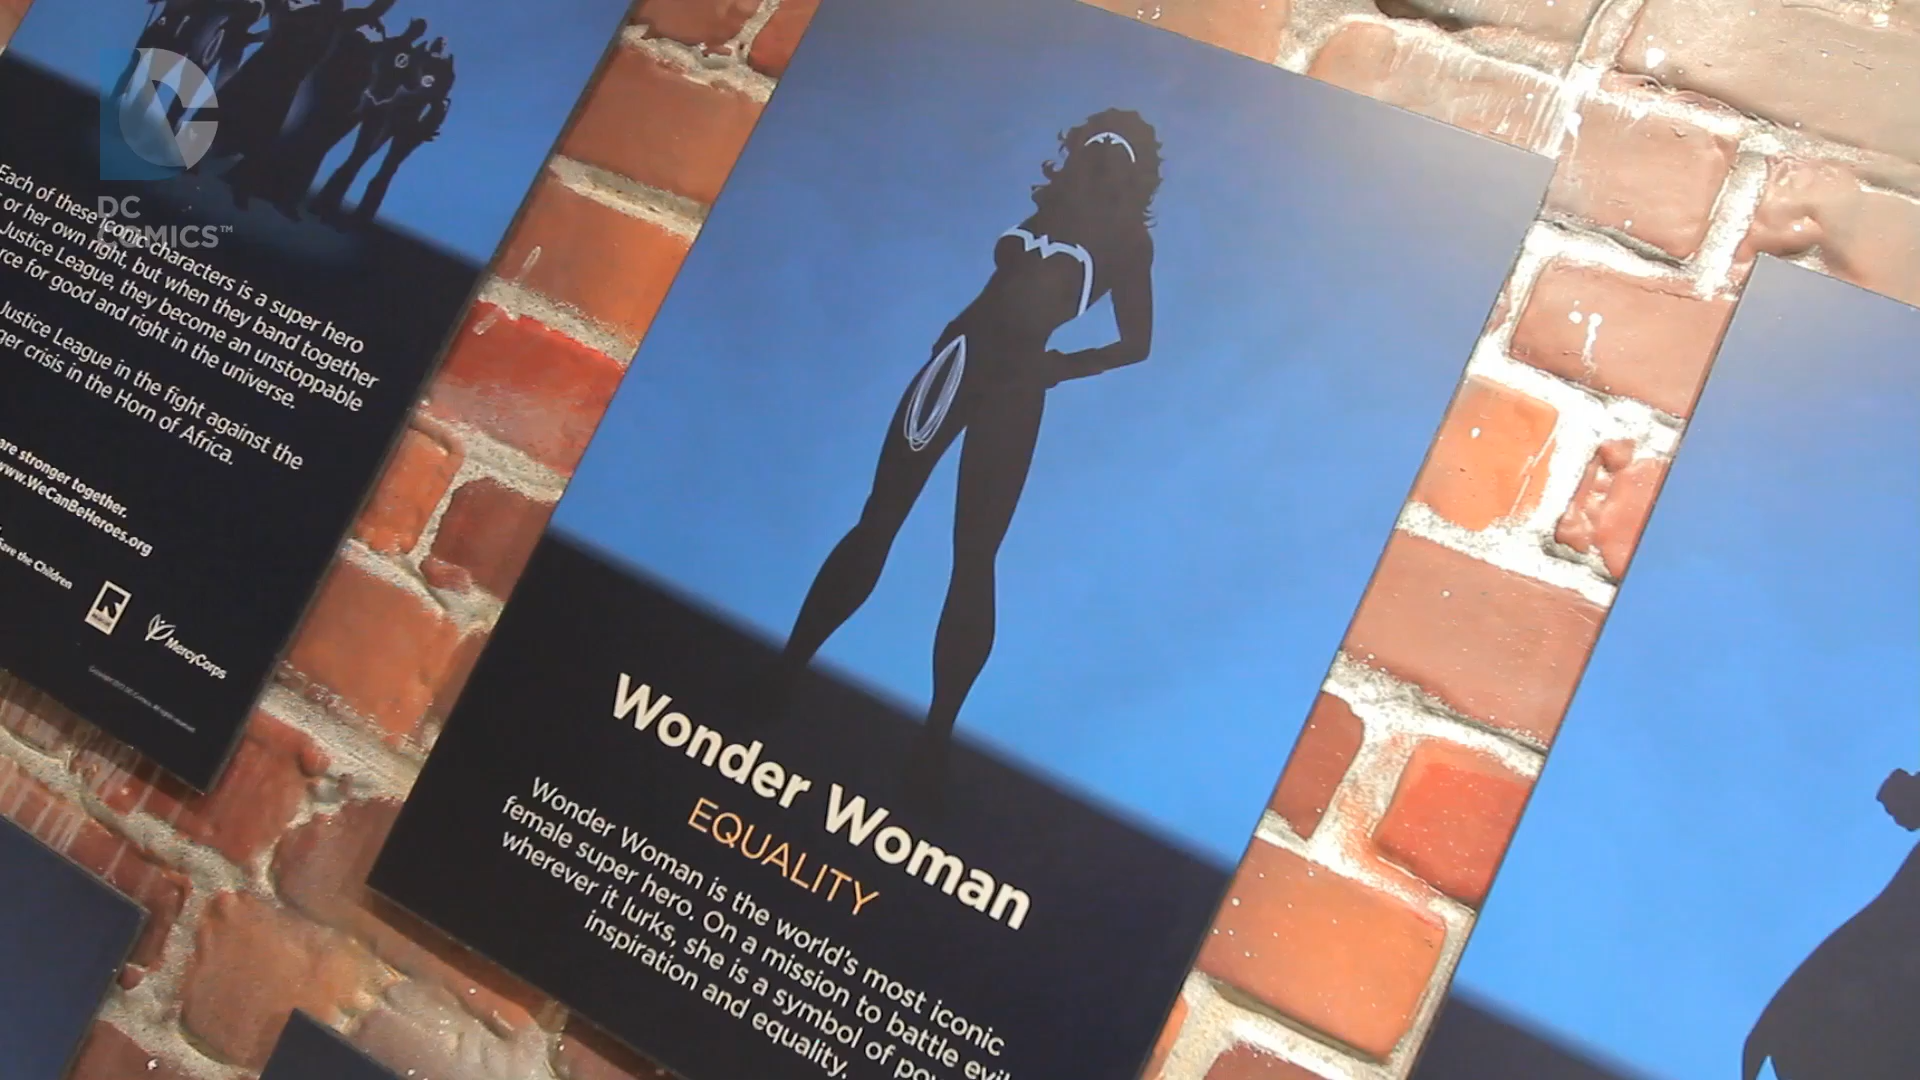 DC
COMICS™
Each of these iconic characters is a super hero
or her own right, but when they band together
Justice League, they become an unstoppable
for good and right in the universe.
Justice League in the fight against the
crisis in the Horn of Africa.
are stronger together.
www.WeCanBeHeroes.org
Save the Children
MercyCorps
Wonder Woman
EQUALITY
Wonder Woman is the world's most iconic
female super hero. On a mission to battle evil
wherever it lurks, she is a symbol of
inspiration and equality.